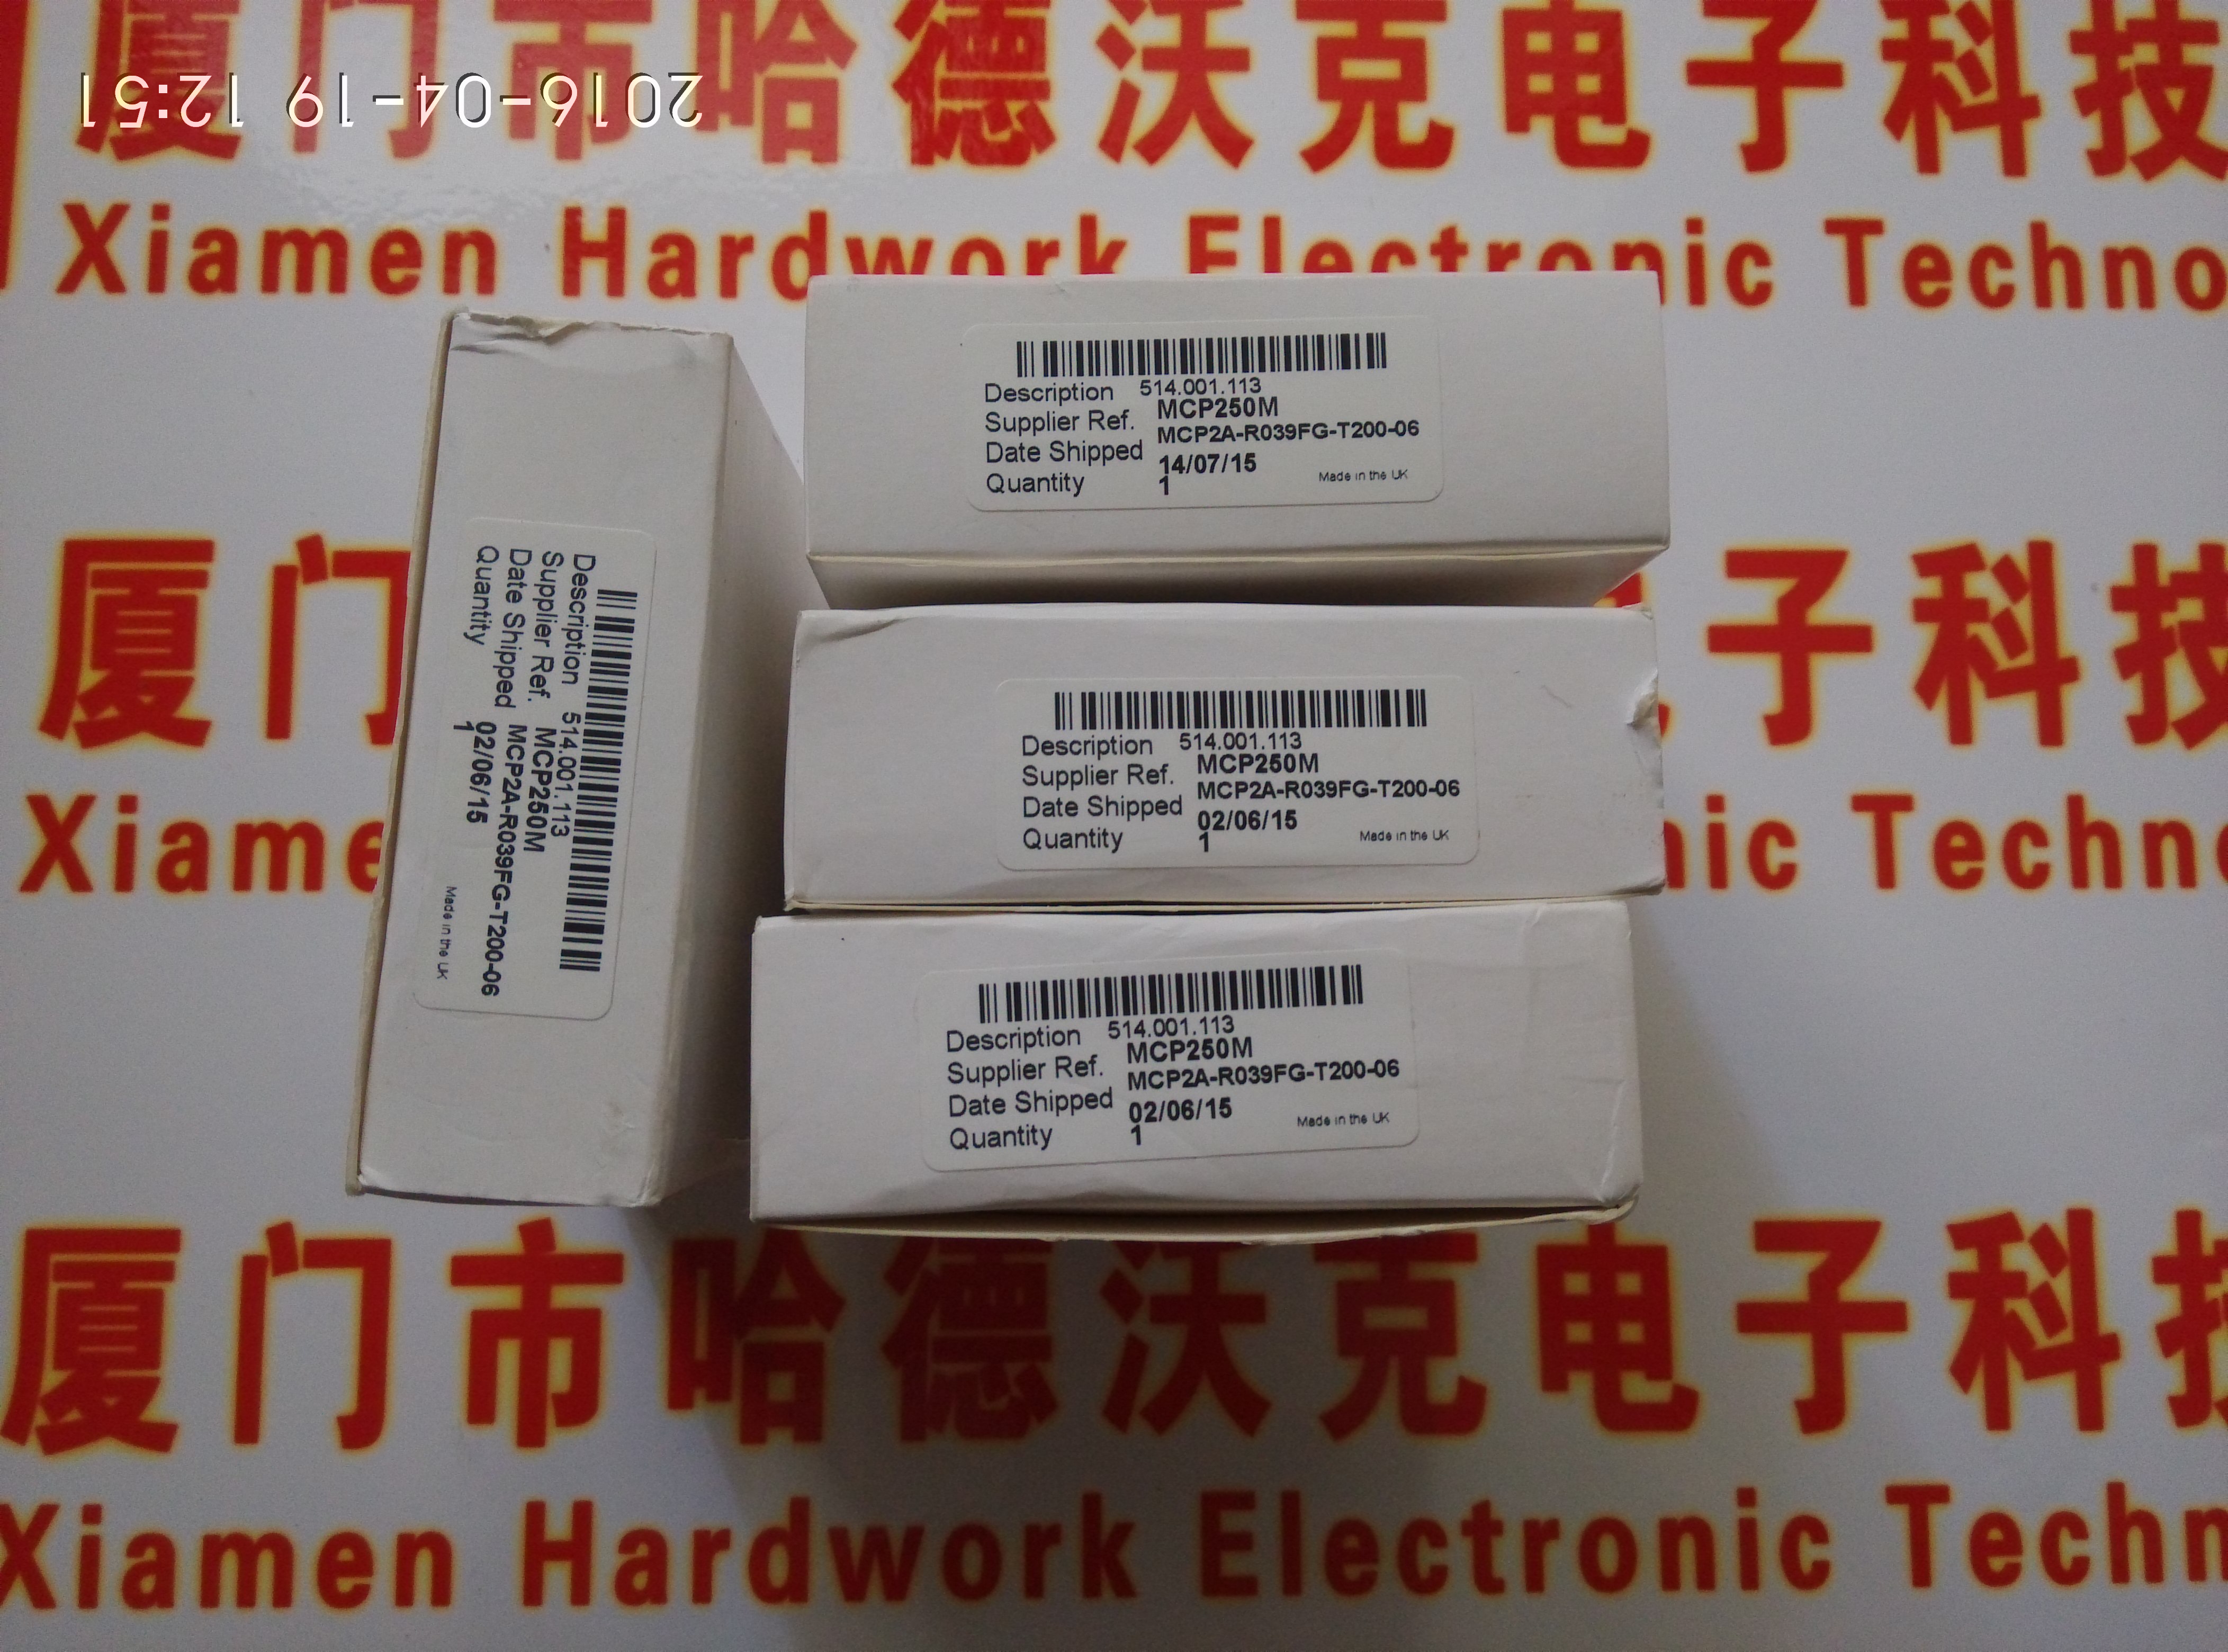 厦门市哈德沃克电子科技
2016-04-19 12:51
Xiamen Hardwork Electronic Techno
514.001.113
Description MCP250M
Supplier Ref. MCP2A-R039FG-T200-06
Date Shipped 14/07/15
Quantity 1
Made in the UK
514.001.113
Description MCP250M
Supplier Ref. MCP2A-R039FG-T200-06
Date Shipped 02/06/15
Quantity 1
Made in the UK
厦门
子科技
Xiame
nic Techn
514.001.113
Description MCP250M
Supplier Ref. MCP2A-R039FG-T200-06
Date Shipped 02/06/15
Quantity 1
Made in the UK
514.001.113
Description MCP250M
Supplier Ref. MCP2A-R039FG-T200-06
Date Shipped 02/06/15
Quantity 1
Made in the UK
厦门市哈德沃克电子科技
Xiamen Hardwork Electronic Techn